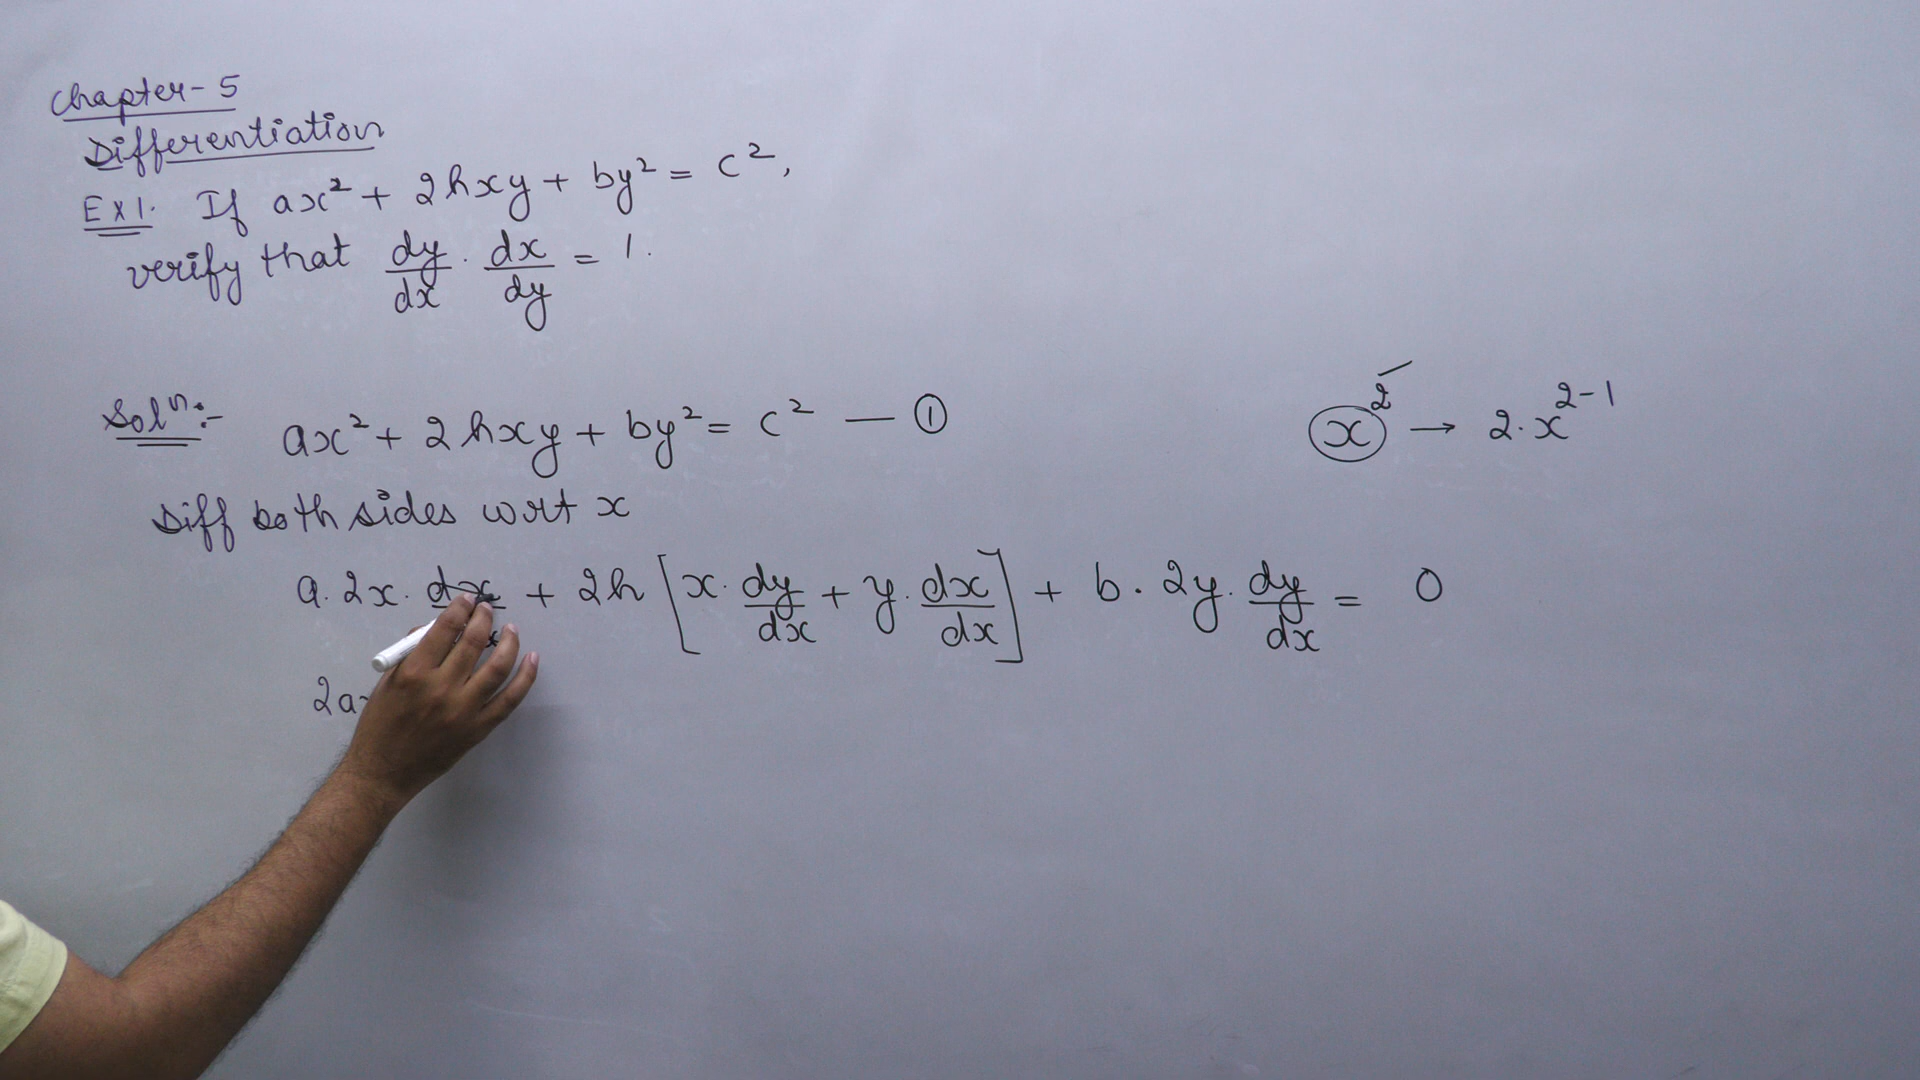 Chapter-5
Differentiation
Ex1. If ax² + 2hxy + by² = c²,
verify that dy/dx · dx/dy = 1.
Solⁿ:- ax² + 2hxy + by² = c² — ①
x² → 2·x²⁻¹
Diff both sides wrt x
a·2x·dx/dx + 2h[x·dy/dx + y·dx/dx] + b·2y·dy/dx = 0
2a